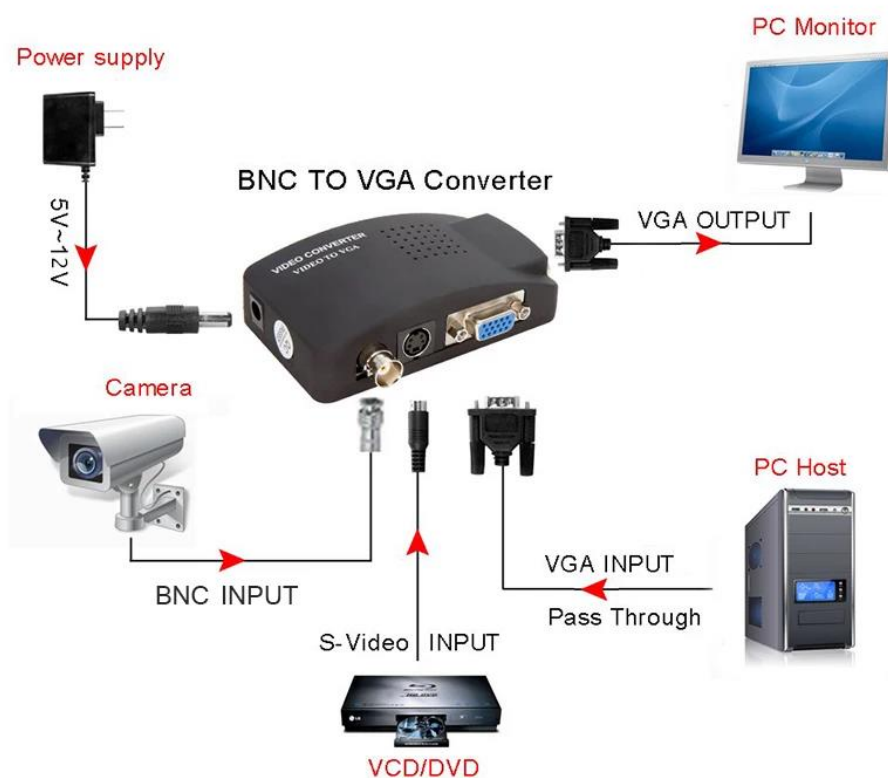 PC Monitor
Power supply
BNC TO VGA Converter
VGA OUTPUT
5V~12V
VIDEO CONVERTER
VIDEO TO VGA
Camera
PC Host
VGA INPUT
BNC INPUT
Pass Through
S-Video INPUT
LG
VCD/DVD